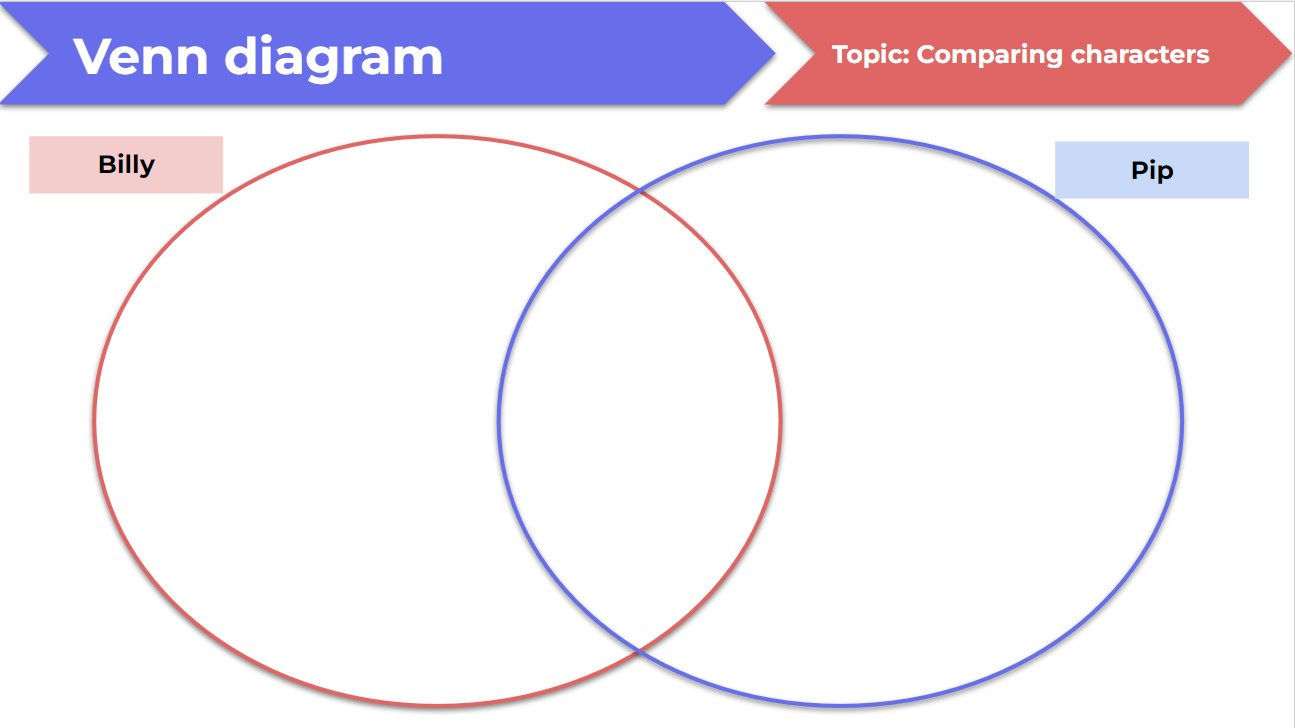 Venn diagram
Topic: Comparing characters
Billy
Pip